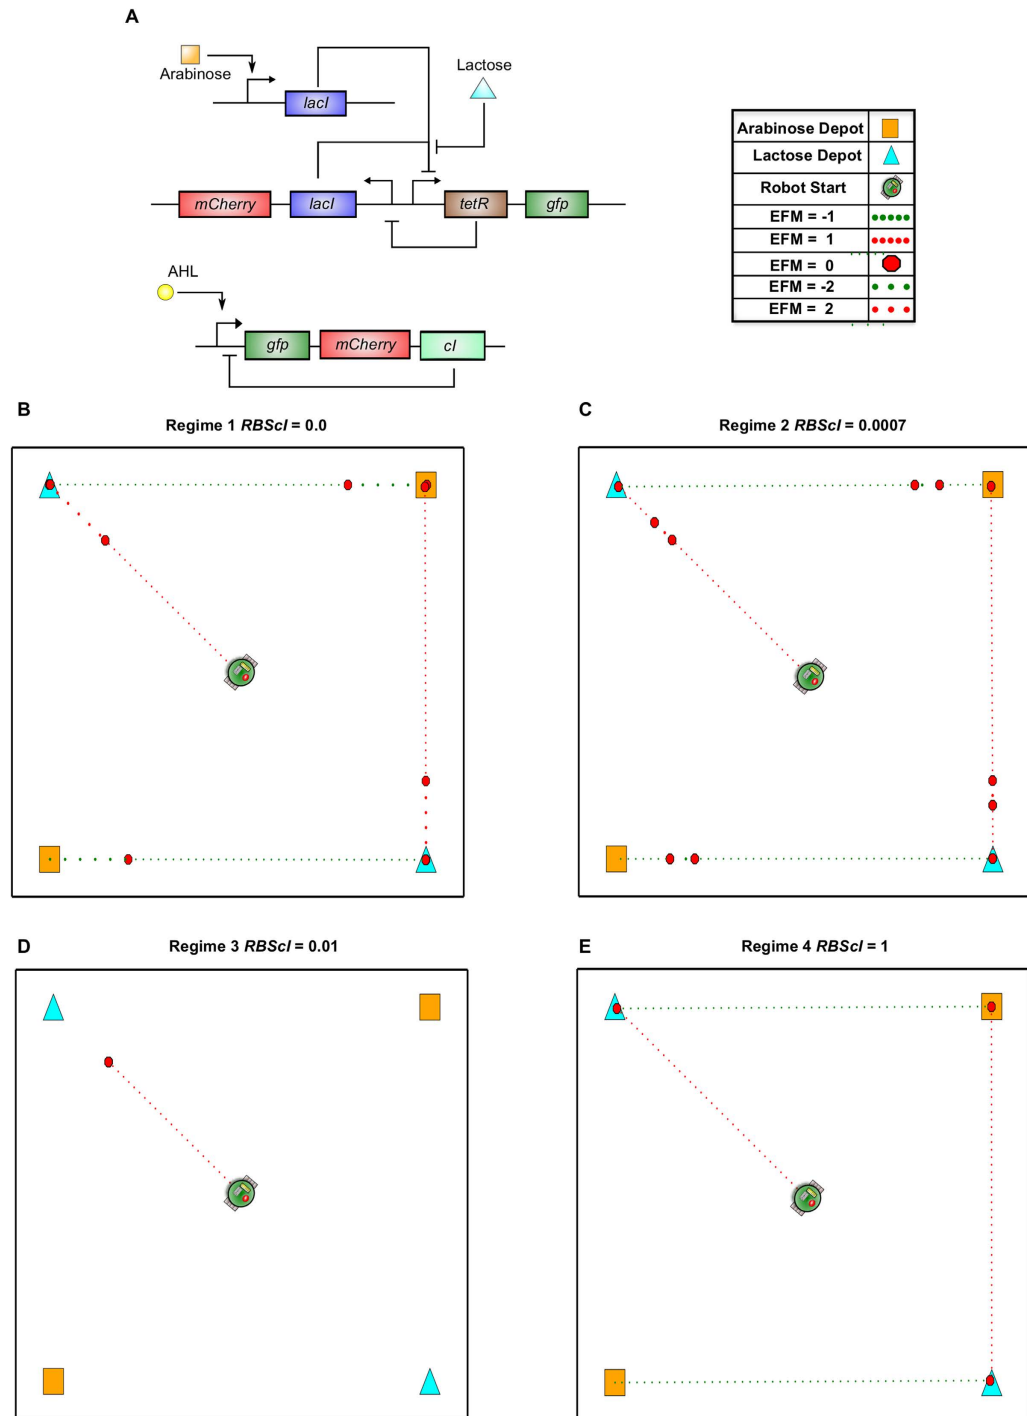 A
Arabinose
lacI
Lactose
mCherry
lacI
tetR
gfp
AHL
gfp
mCherry
cI
Arabinose Depot
Lactose Depot
Robot Start
EFM = -1
EFM = 1
EFM = 0
EFM = -2
EFM = 2
B
Regime 1 RBScI = 0.0
C
Regime 2 RBScI = 0.0007
D
Regime 3 RBScI = 0.01
E
Regime 4 RBScI = 1